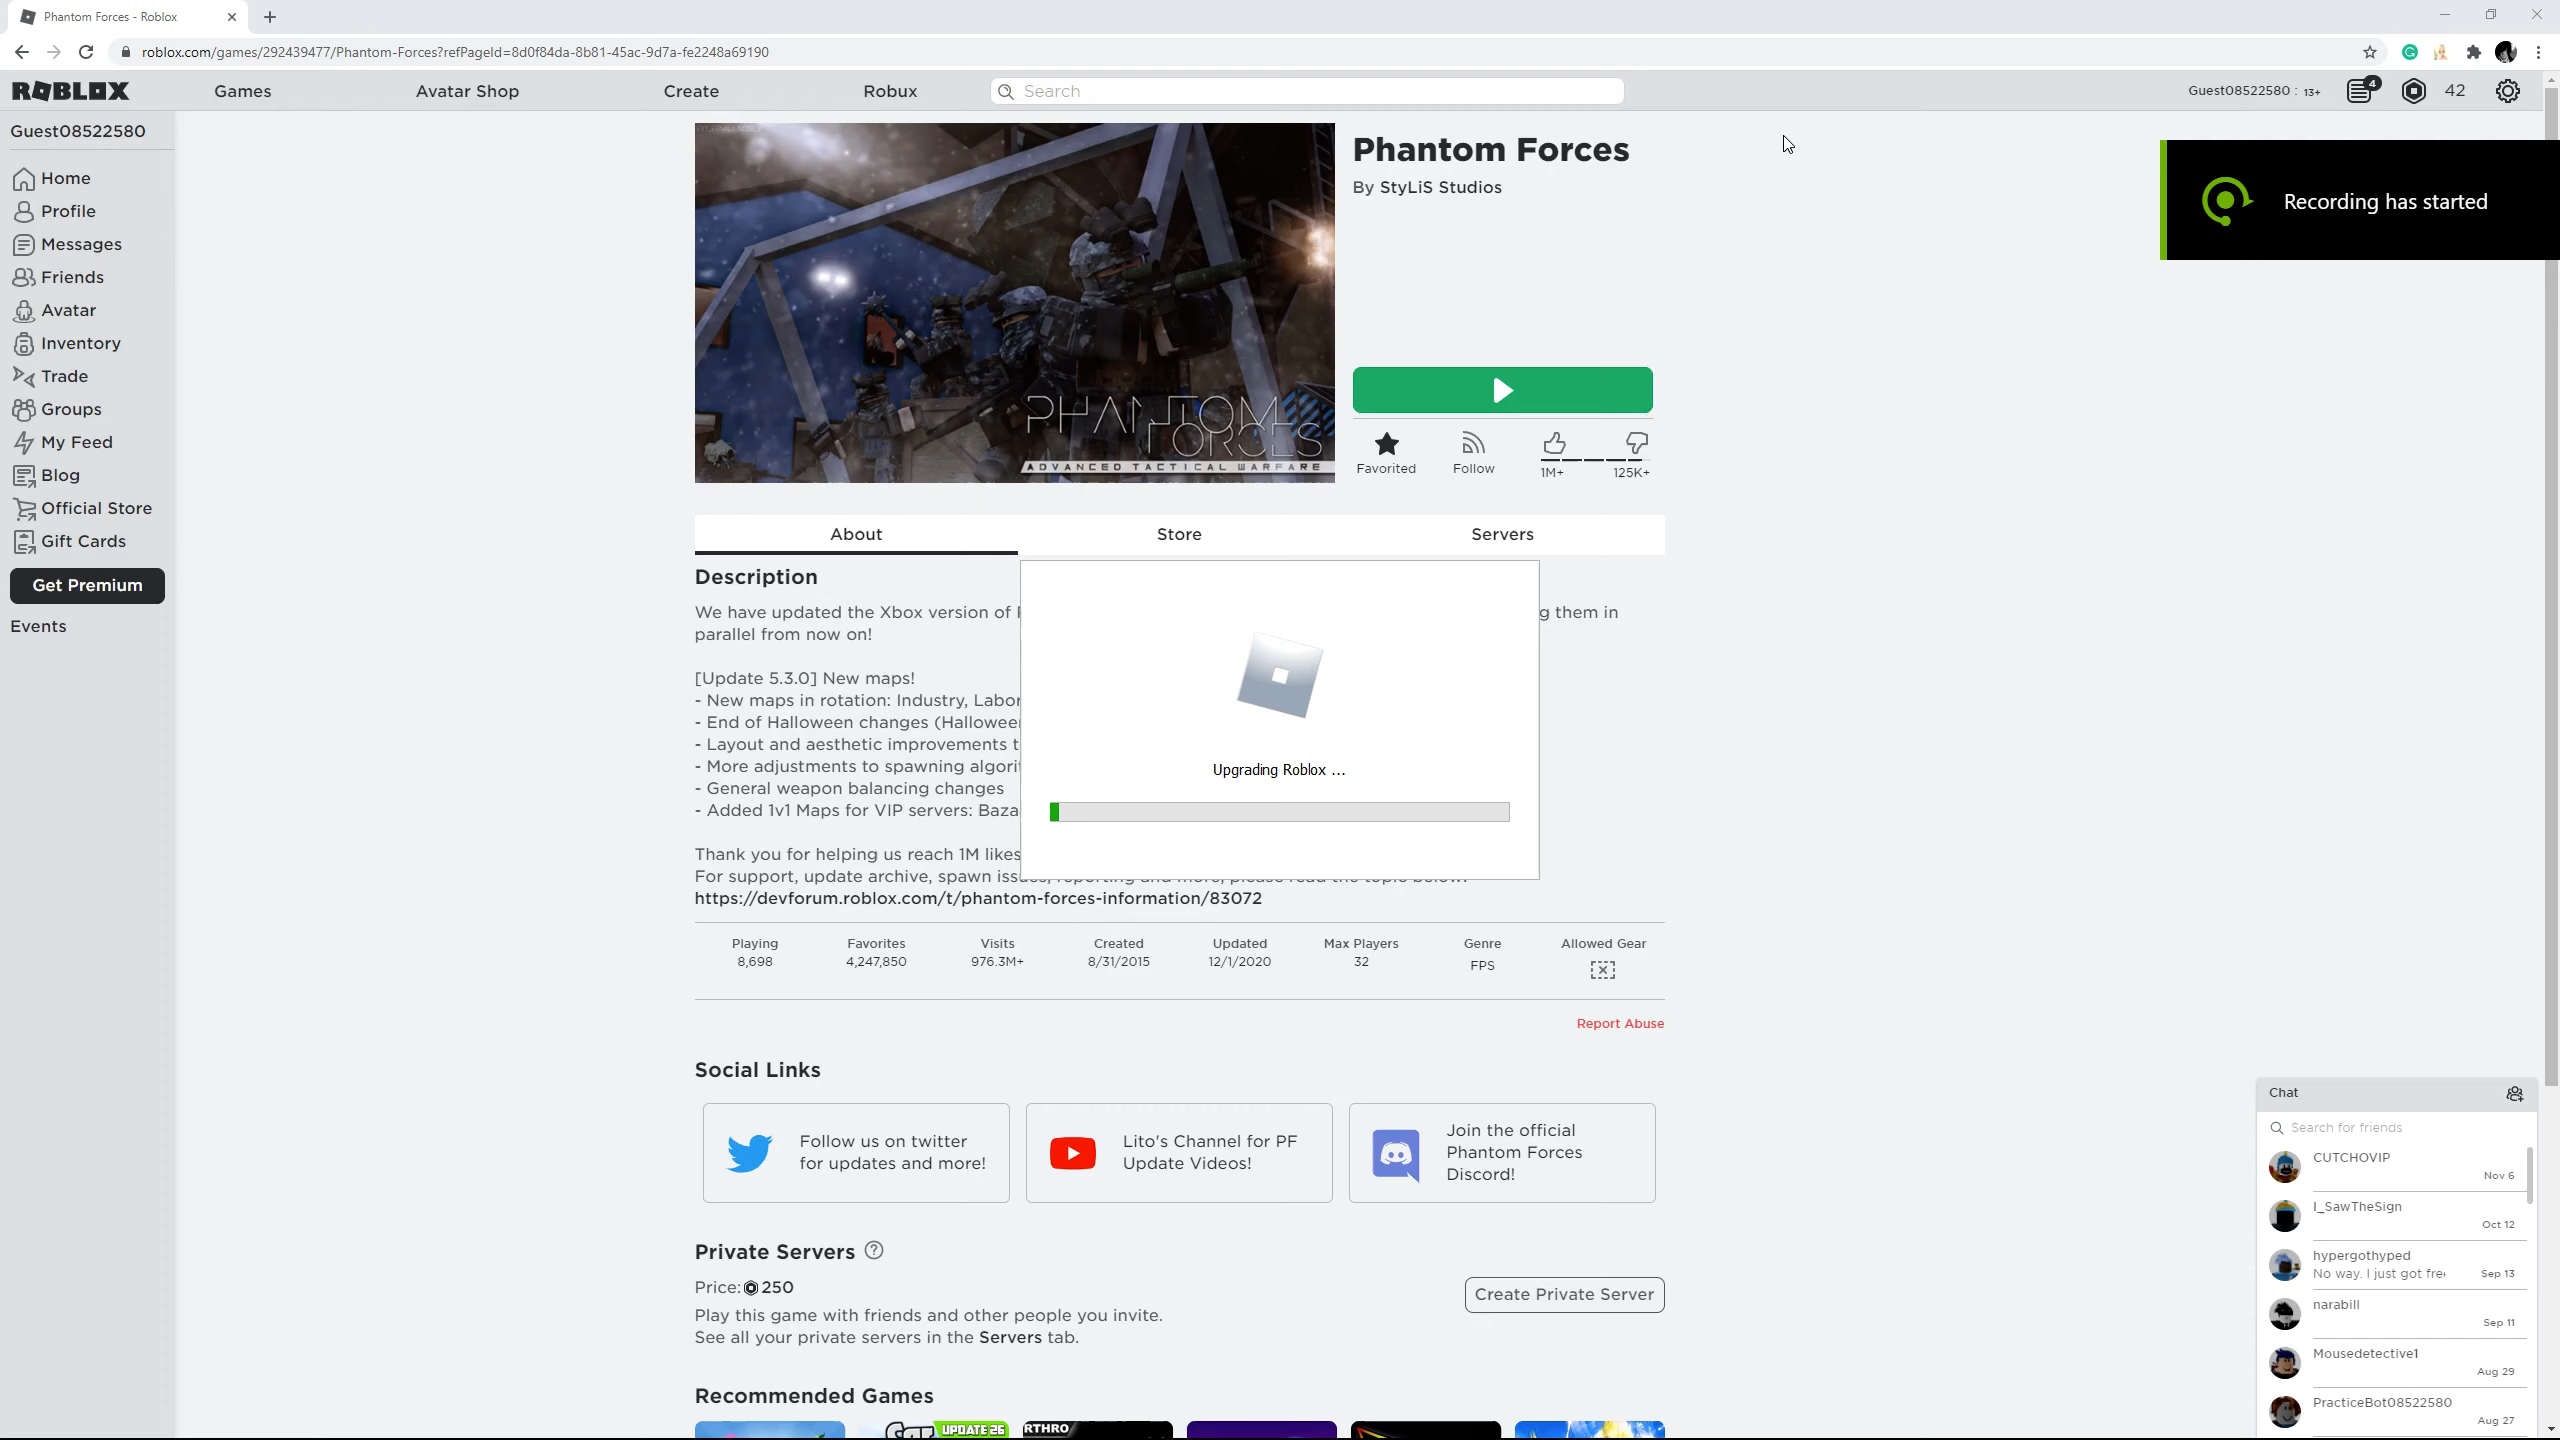 Phantom Forces - Roblox
roblox.com/games/292439477/Phantom-Forces?refPageId=8d0f84da-8b81-45ac-9d7a-fe2248a69190
ROBLOX
Games
Avatar Shop
Create
Robux
Search
Guest08522580 : 13+
4
42
Guest08522580
Home
Profile
Messages
Friends
Avatar
Inventory
Trade
Groups
My Feed
Blog
Official Store
Gift Cards
Get Premium
Events
PHANTOM
FORCES
ADVANCED TACTICAL WARFARE
Phantom Forces
By StyLiS Studios
Recording has started
Favorited
Follow
1M+
125K+
About
Store
Servers
Description
We have updated the Xbox version of
g them in
parallel from now on!
[Update 5.3.0] New maps!
- New maps in rotation: Industry, Labor
- End of Halloween changes (Hallowee
- Layout and aesthetic improvements t
- More adjustments to spawning algorit
- General weapon balancing changes
- Added 1v1 Maps for VIP servers: Baza
Thank you for helping us reach 1M likes
For support, update archive, spawn issues, reporting and more, please read the topic below:
https://devforum.roblox.com/t/phantom-forces-information/83072
Upgrading Roblox ...
Playing
8,698
Favorites
4,247,850
Visits
976.3M+
Created
8/31/2015
Updated
12/1/2020
Max Players
32
Genre
FPS
Allowed Gear
Report Abuse
Social Links
Follow us on twitter
for updates and more!
Lito's Channel for PF
Update Videos!
Join the official
Phantom Forces
Discord!
Private Servers
Price: 250
Play this game with friends and other people you invite.
See all your private servers in the Servers tab.
Create Private Server
Recommended Games
UPDATE 26
RTHRO
Chat
Search for friends
CUTCHOVIP
Nov 6
I_SawTheSign
Oct 12
hypergothyped
No way. I just got fre
Sep 13
narabill
Sep 11
Mousedetective1
Aug 29
PracticeBot08522580
Aug 27